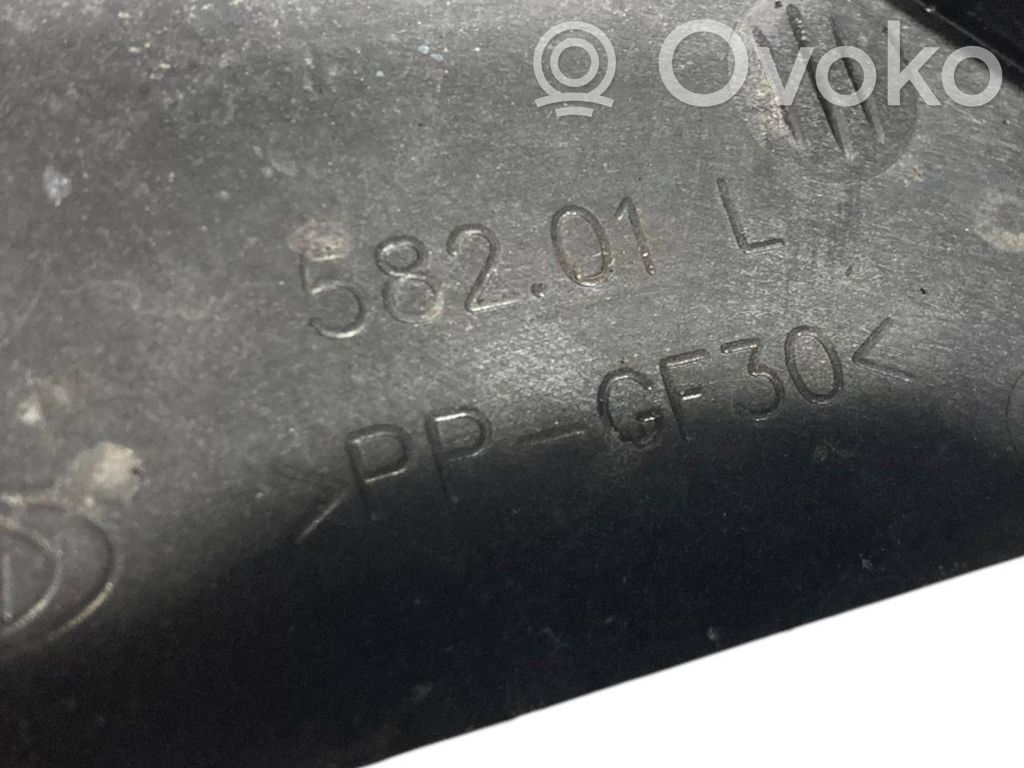 Ovoko
582.01 L
>PP-GF30<